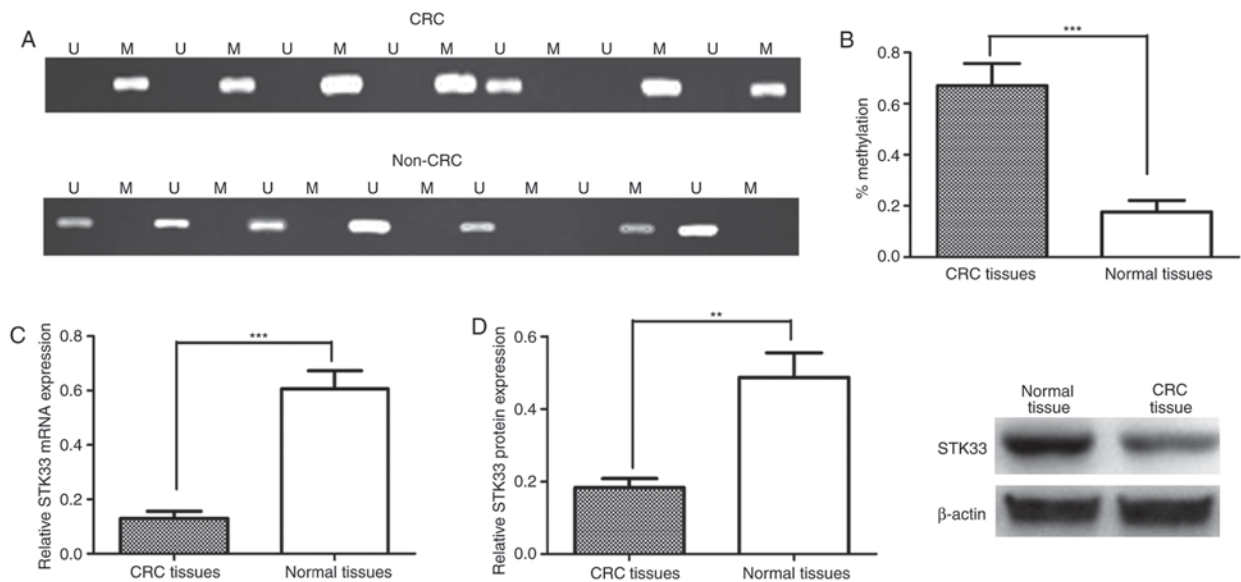 A
CRC
U M U M U M U M U M U M U M
Non-CRC
U M U M U M U M U M U M U M
B
% methylation
0.8
0.6
0.4
0.2
0.0
***
CRC tissues Normal tissues
C
Relative STK33 mRNA expression
0.8
0.6
0.4
0.2
0.0
***
CRC tissues Normal tissues
D
Relative STK33 protein expression
0.6
0.4
0.2
0.0
**
CRC tissues Normal tissues
Normal tissue
CRC tissue
STK33
β-actin